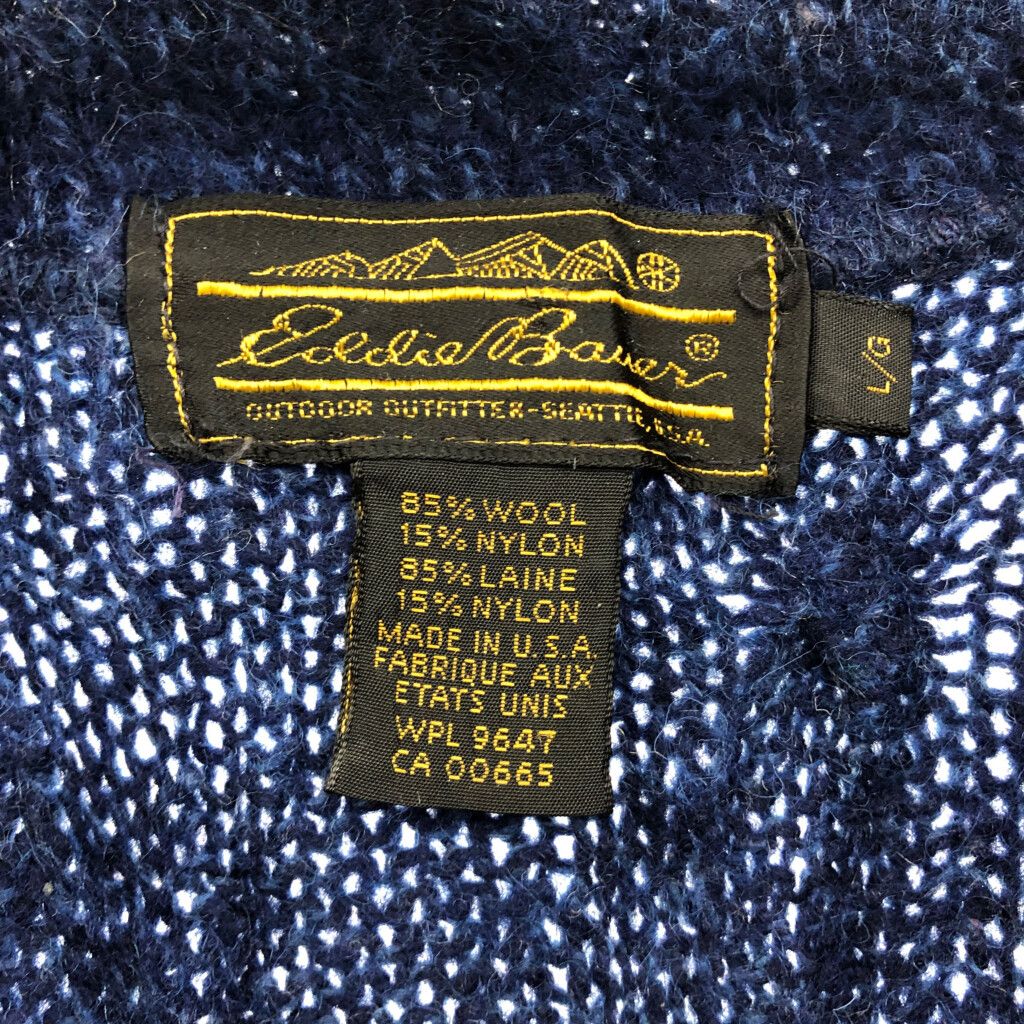 Eddie Bauer®
OUTDOOR OUTFITTER-SEATTLE, U.S.A.
L/G
85% WOOL
15% NYLON
85% LAINE
15% NYLON
MADE IN U.S.A.
FABRIQUE AUX
ETATS UNIS
WPL 9647
CA 00665